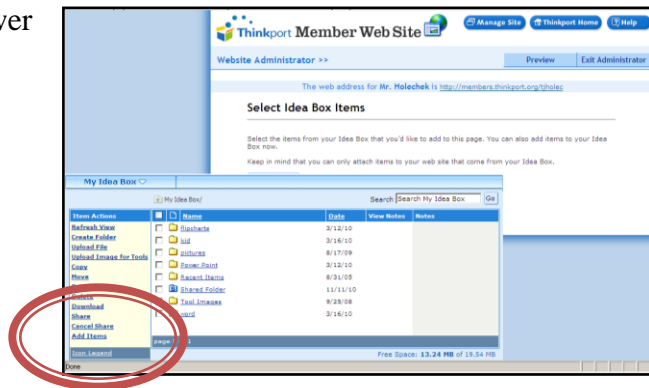 ver
Thinkport Member Web Site
Manage Site
Thinkport Home
Help
Website Administrator >>
Preview
Exit Administrator
The web address for Mr. Holechek is http://members.thinkport.org/tjholec
Select Idea Box Items
Select the items from your Idea Box that you'd like to add to this page. You can also add items to your Idea
Box now.
Keep in mind that you can only attach items to your web site that come from your Idea Box.
My Idea Box
My Idea Box/
Search Search My Idea Box Go
Item Actions
Refresh View
Create Folder
Upload File
Upload Image for Tools
Copy
Move
Delete
Download
Share
Cancel Share
Add Items
Icon Legend
Name Date View Notes Notes
flipcharts 3/12/10
kid 3/16/10
pictures 8/17/09
Power Point 3/12/10
Recent Items 8/31/05
Shared Folder 11/11/10
Tool Images 9/29/08
word 3/16/10
page
Free Space: 13.24 MB of 19.54 MB
Done